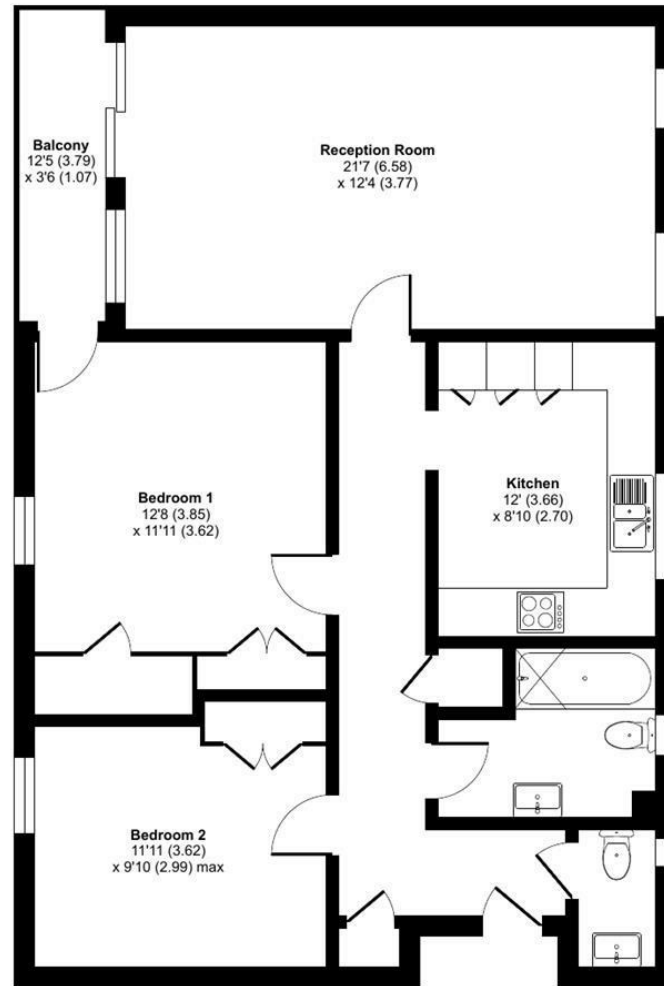 Balcony
12'5 (3.79)
x 3'6 (1.07)
Reception Room
21'7 (6.58)
x 12'4 (3.77)
Bedroom 1
12'8 (3.85)
x 11'11 (3.62)
Kitchen
12' (3.66)
x 8'10 (2.70)
Bedroom 2
11'11 (3.62)
x 9'10 (2.99) max